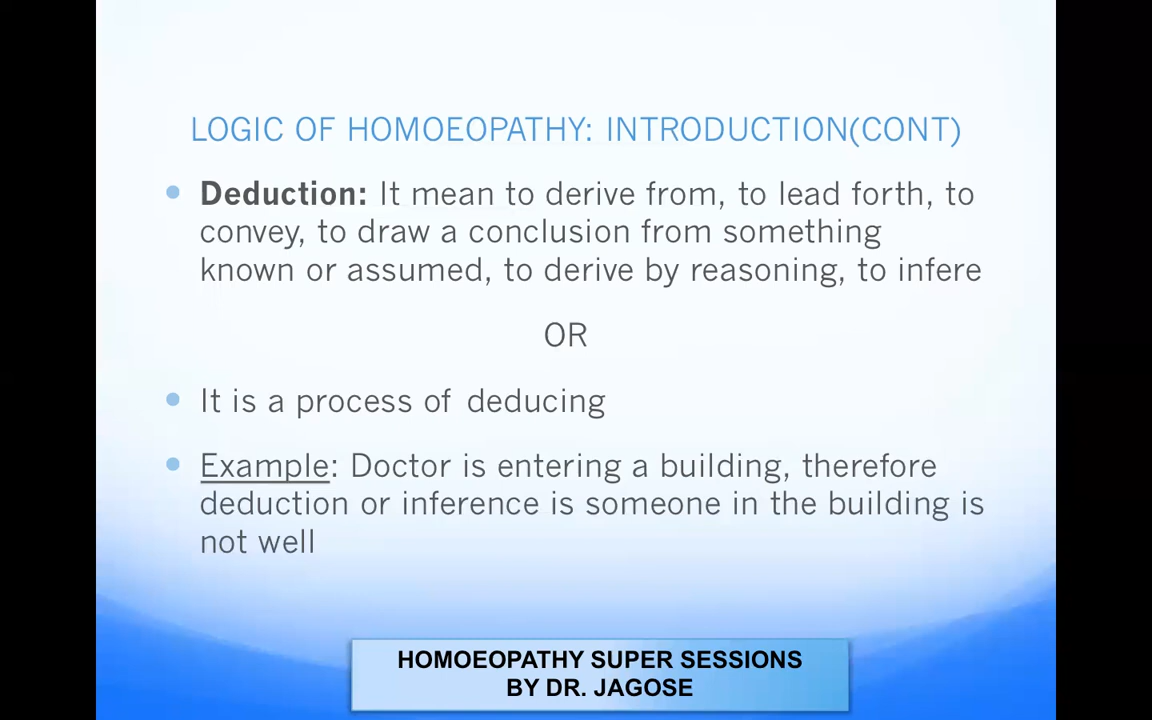 LOGIC OF HOMOEOPATHY: INTRODUCTION(CONT)
Deduction: It mean to derive from, to lead forth, to
convey, to draw a conclusion from something
known or assumed, to derive by reasoning, to infere
OR
It is a process of deducing
Example: Doctor is entering a building, therefore
deduction or inference is someone in the building is
not well
HOMOEOPATHY SUPER SESSIONS
BY DR. JAGOSE